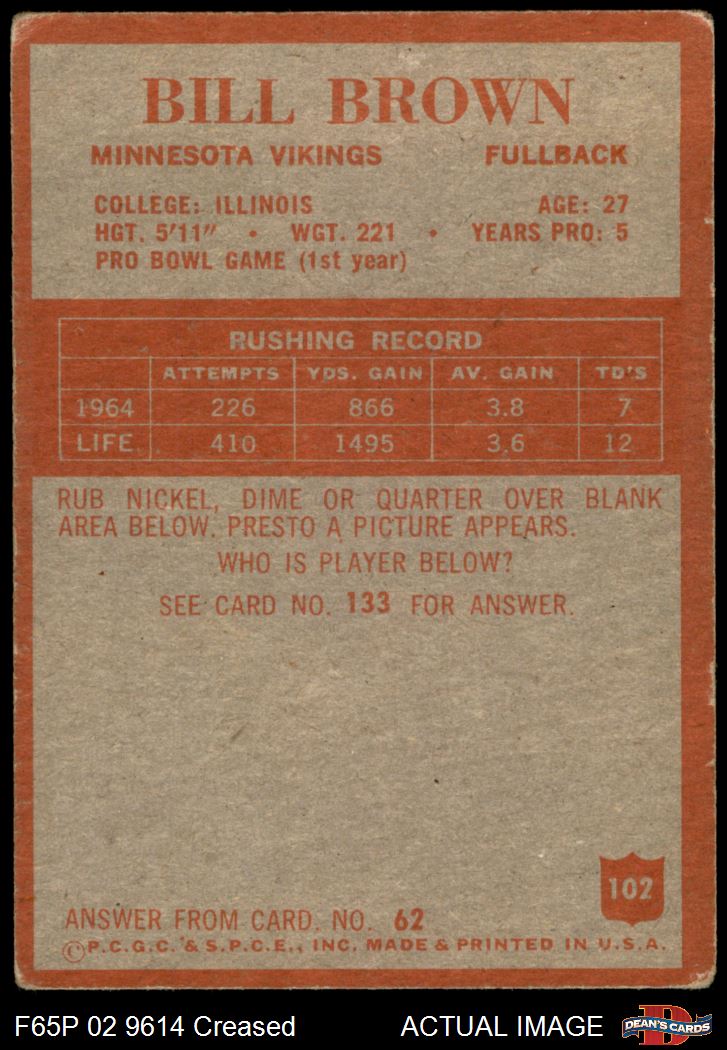 BILL BROWN
MINNESOTA VIKINGS FULLBACK
COLLEGE: ILLINOIS AGE: 27
HGT. 5'11" • WGT. 221 • YEARS PRO: 5
PRO BOWL GAME (1st year)
RUSHING RECORD
ATTEMPTS YDS. GAIN AV. GAIN TD'S
1964 226 866 3.8 7
LIFE 410 1495 3.6 12
RUB NICKEL, DIME OR QUARTER OVER BLANK
AREA BELOW. PRESTO A PICTURE APPEARS.
WHO IS PLAYER BELOW?
SEE CARD NO. 133 FOR ANSWER.
102
ANSWER FROM CARD. NO. 62
©P.C.G.C. & S.P.C.E., INC. MADE & PRINTED IN U.S.A.
F65P 02 9614 Creased ACTUAL IMAGE
D
DEAN'S CARDS